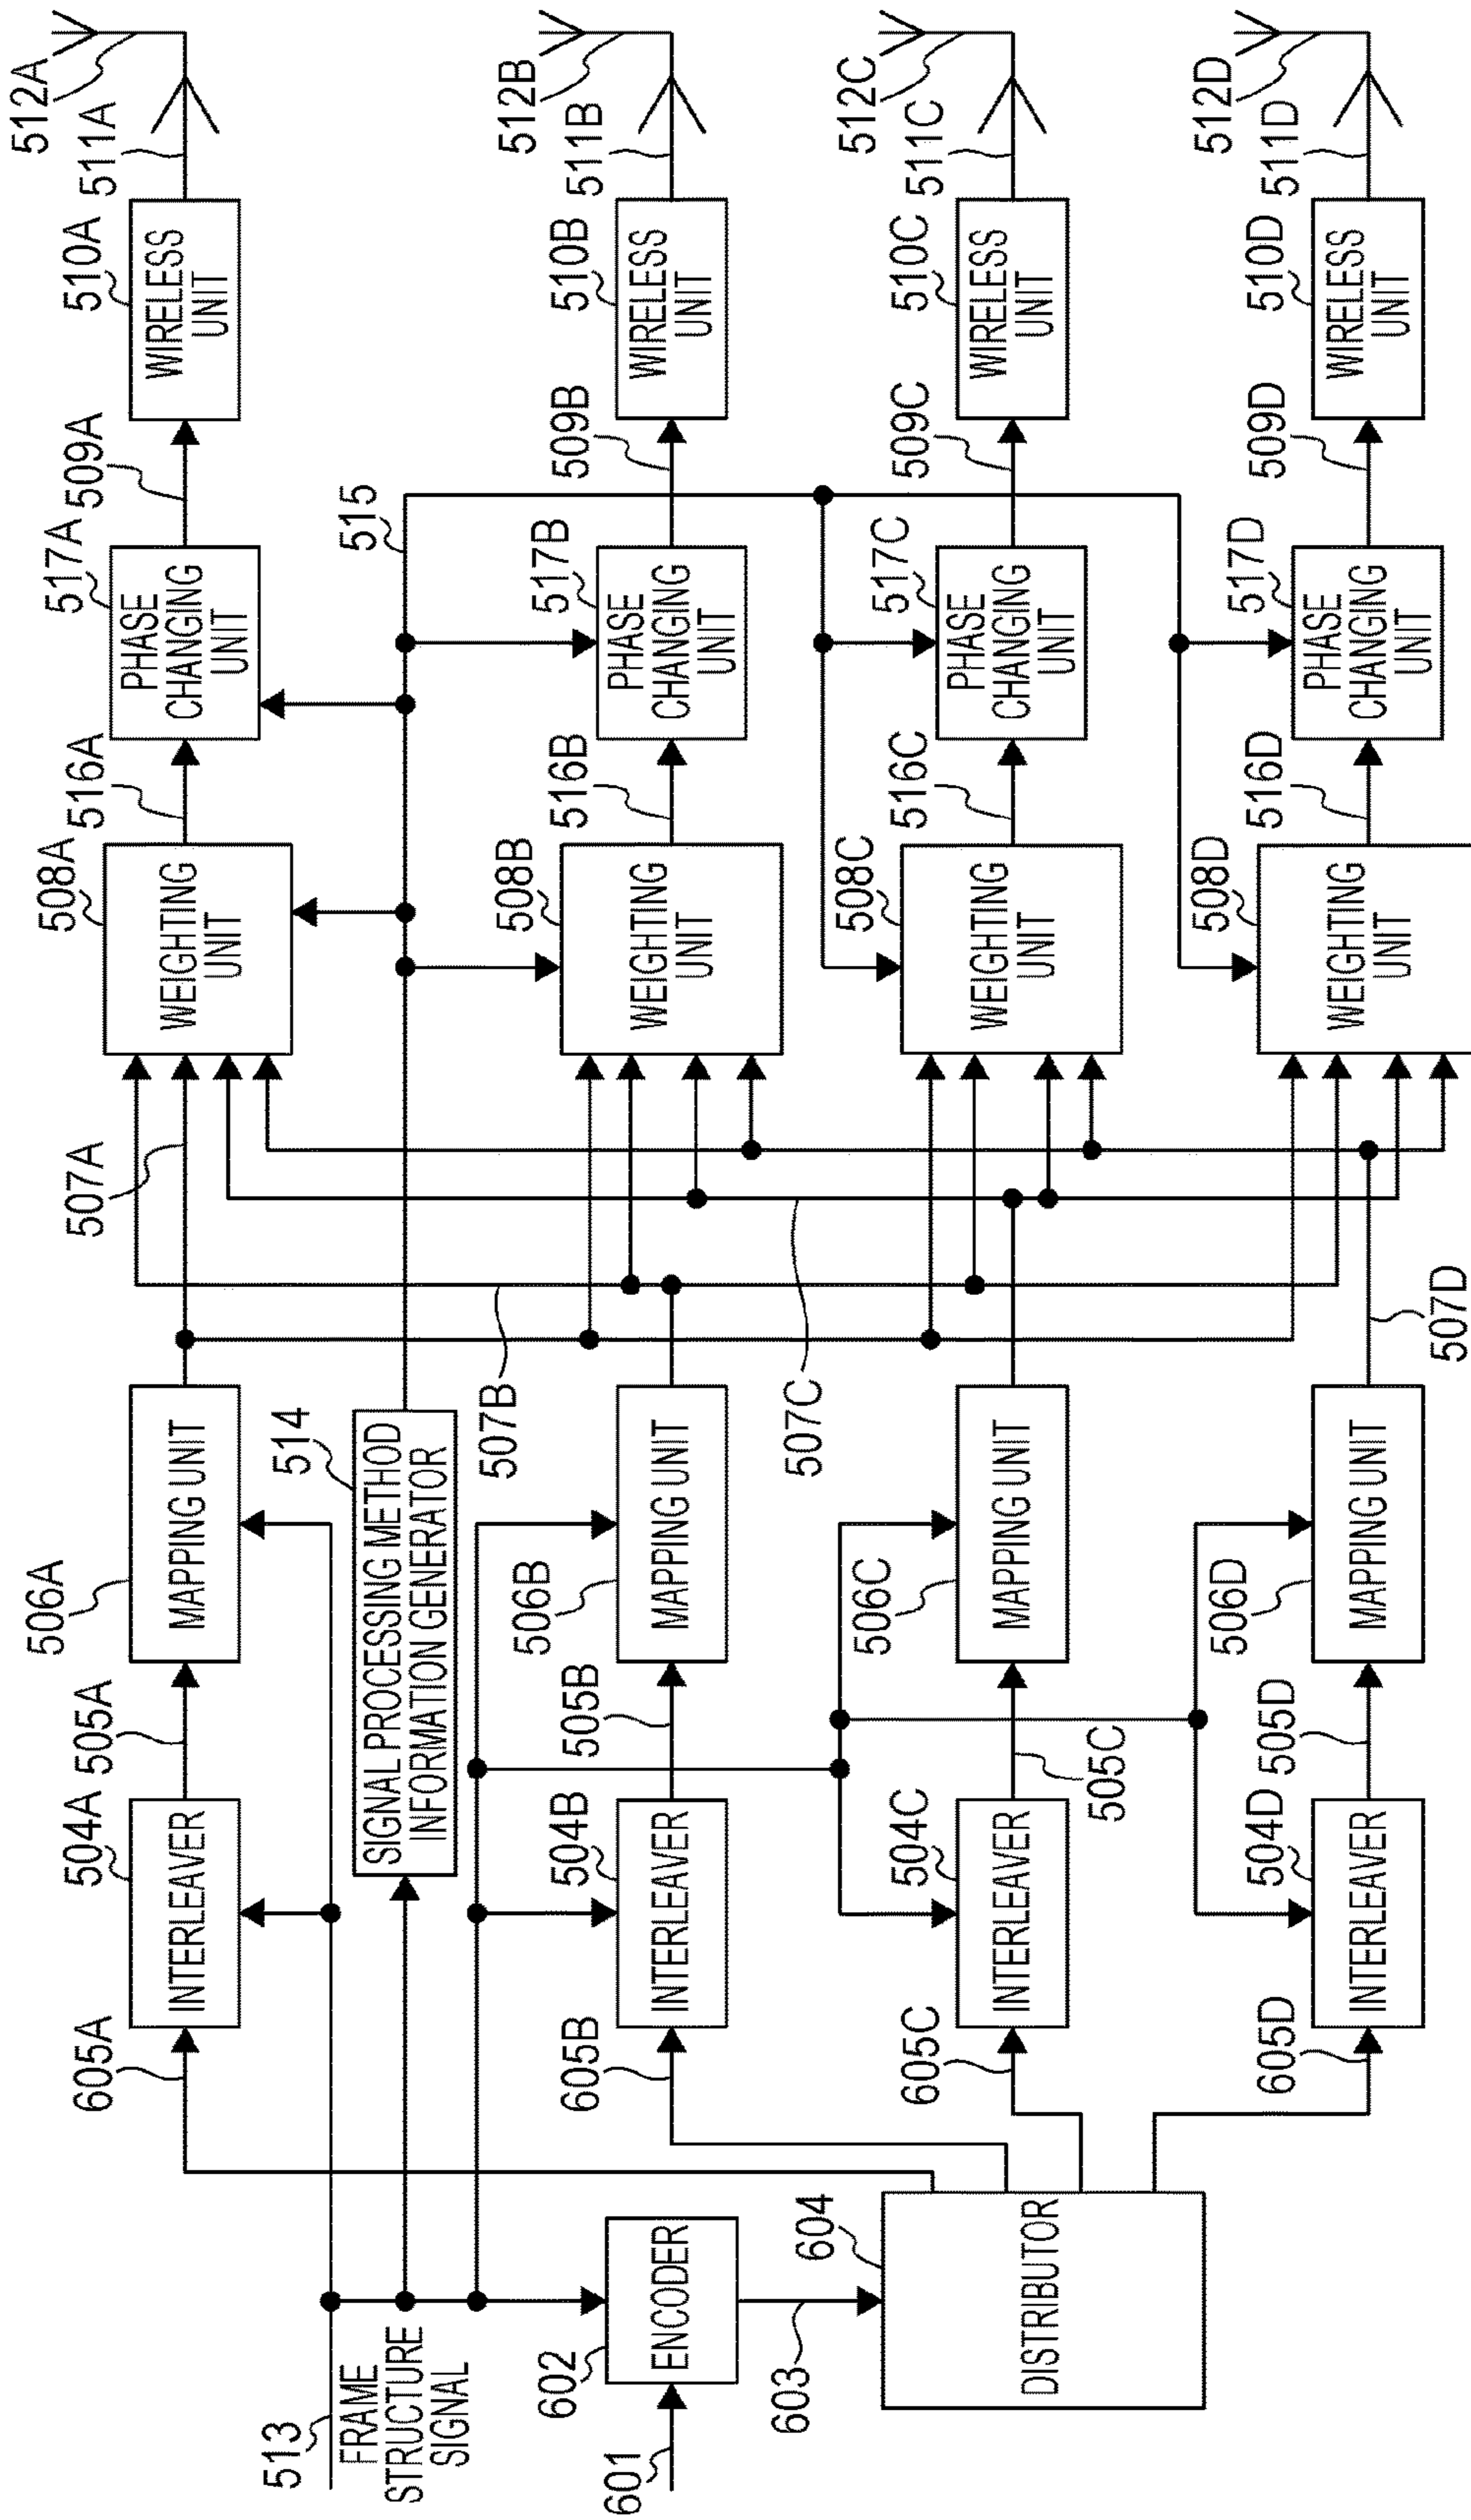 513
FRAME
STRUCTURE
SIGNAL
601
602
ENCODER
603
604
DISTRIBUTOR
605A
504A
INTERLEAVER
505A
506A
MAPPING UNIT
507A
508A
WEIGHTING
UNIT
516A
517A
PHASE
CHANGING
UNIT
509A
510A
WIRELESS
UNIT
511A
512A
514
SIGNAL PROCESSING METHOD
INFORMATION GENERATOR
515
605B
504B
INTERLEAVER
505B
506B
MAPPING UNIT
507B
508B
WEIGHTING
UNIT
516B
517B
PHASE
CHANGING
UNIT
509B
510B
WIRELESS
UNIT
511B
512B
605C
504C
INTERLEAVER
505C
506C
MAPPING UNIT
507C
508C
WEIGHTING
UNIT
516C
517C
PHASE
CHANGING
UNIT
509C
510C
WIRELESS
UNIT
511C
512C
605D
504D
INTERLEAVER
505D
506D
MAPPING UNIT
507D
508D
WEIGHTING
UNIT
516D
517D
PHASE
CHANGING
UNIT
509D
510D
WIRELESS
UNIT
511D
512D